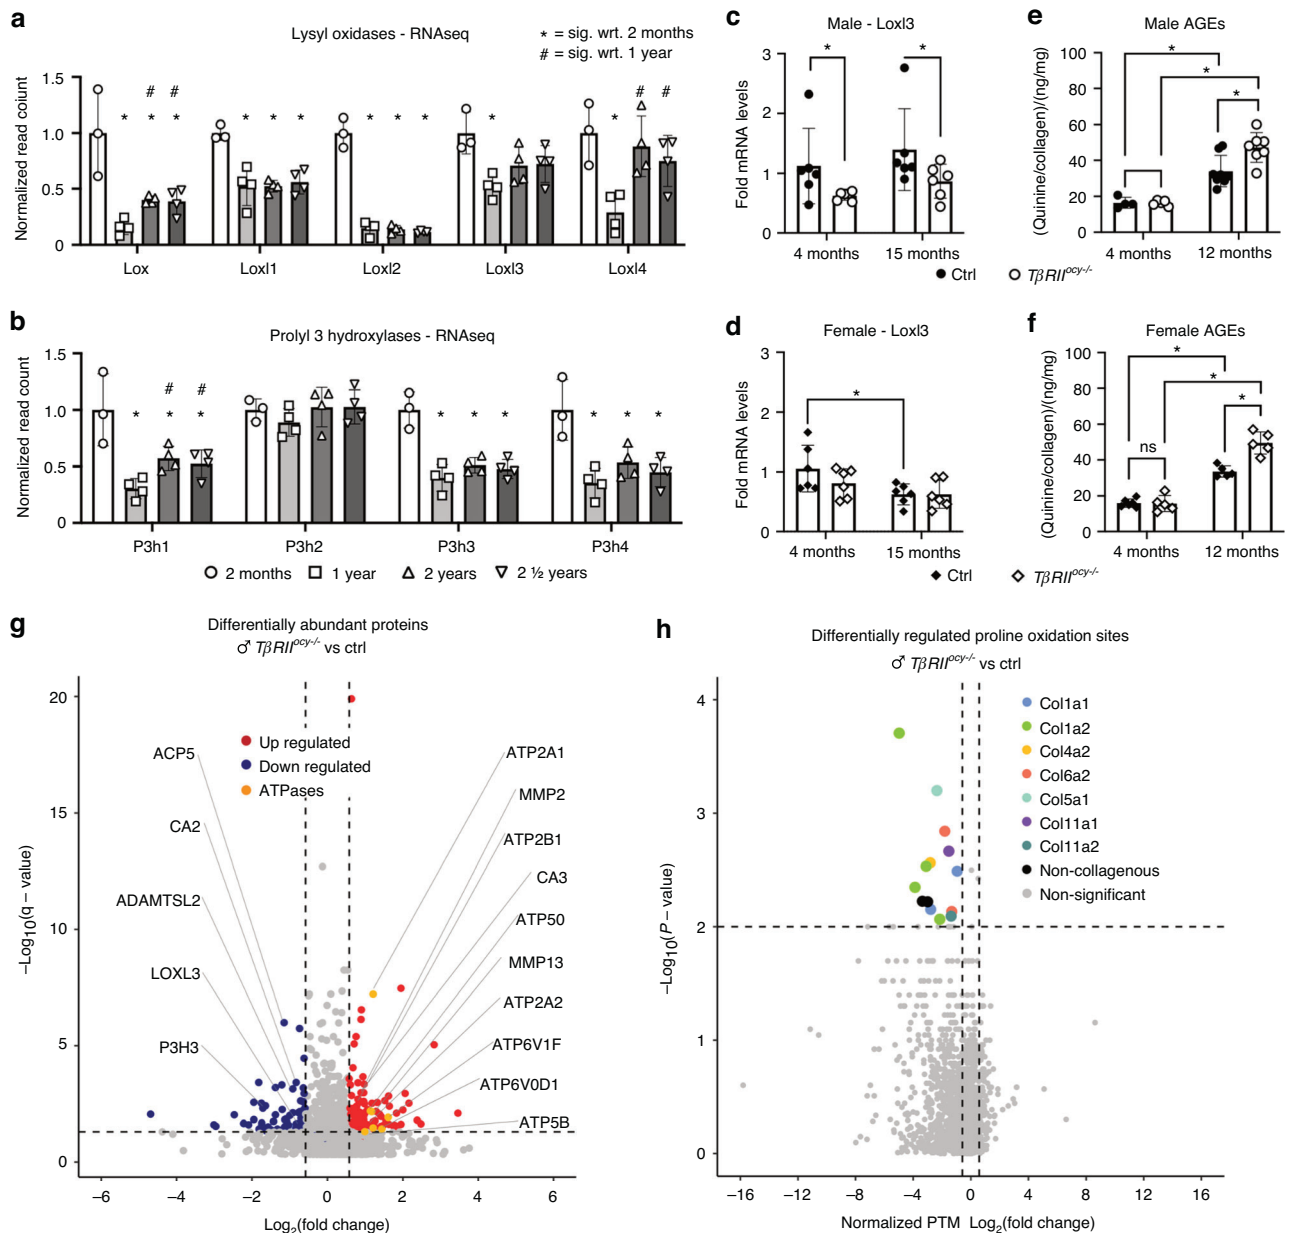 a
Lysyl oxidases - RNAseq
* = sig. wrt. 2 months
# = sig. wrt. 1 year
Normalized read count
1.5
1.0
0.5
0
* # * # *
* * *
* * *
*
* # #
Lox Loxl1 Loxl2 Loxl3 Loxl4
b
Prolyl 3 hydroxylases - RNAseq
Normalized read count
1.5
1.0
0.5
0
* # * # *
* * *
* * *
P3h1 P3h2 P3h3 P3h4
2 months 1 year 2 years 2 ½ years
c
Male - Loxl3
Fold mRNA levels
3
2
1
0
* *
4 months 15 months
Ctrl TβRII^ocy-/-
d
Female - Loxl3
Fold mRNA levels
3
2
1
0
*
4 months 15 months
Ctrl TβRII^ocy-/-
e
Male AGEs
(Quinine/collagen)/(ng/mg)
100
80
60
40
20
0
*
*
*
4 months 12 months
f
Female AGEs
(Quinine/collagen)/(ng/mg)
100
80
60
40
20
0
*
*
*
ns
4 months 12 months
g
Differentially abundant proteins
♂ TβRII^ocy-/- vs ctrl
–Log10(q – value)
20
15
10
5
0
Up regulated
Down regulated
ATPases
ACP5
CA2
ADAMTSL2
LOXL3
P3H3
ATP2A1
MMP2
ATP2B1
CA3
ATP50
MMP13
ATP2A2
ATP6V1F
ATP6V0D1
ATP5B
–6 –4 –2 0 2 4 6
Log2(fold change)
h
Differentially regulated proline oxidation sites
♂ TβRII^ocy-/- vs ctrl
–Log10(P – value)
4
3
2
1
0
Col1a1
Col1a2
Col4a2
Col6a2
Col5a1
Col11a1
Col11a2
Non-collagenous
Non-significant
–16 –12 –8 –4 0 4 8 12 16
Normalized PTM Log2(fold change)